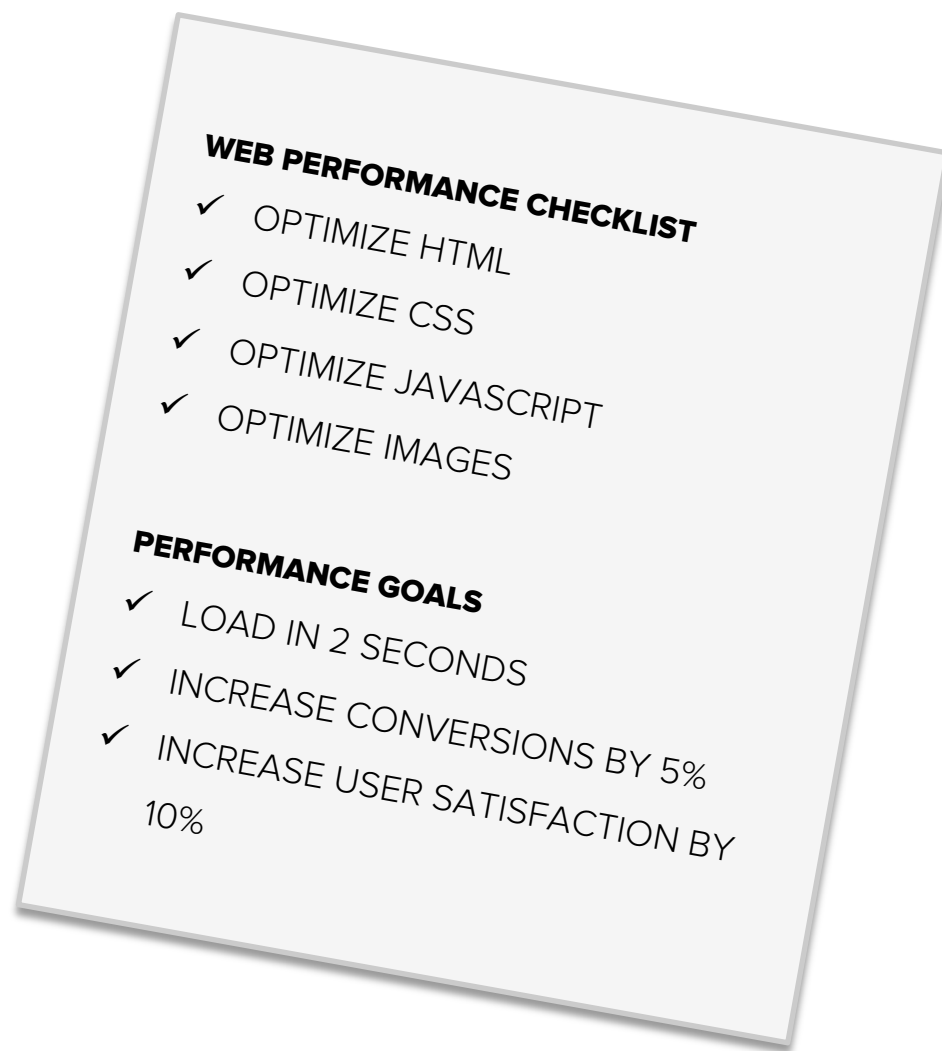 WEB PERFORMANCE CHECKLIST
✓ OPTIMIZE HTML
✓ OPTIMIZE CSS
✓ OPTIMIZE JAVASCRIPT
✓ OPTIMIZE IMAGES
PERFORMANCE GOALS
✓ LOAD IN 2 SECONDS
✓ INCREASE CONVERSIONS BY 5%
✓ INCREASE USER SATISFACTION BY
10%